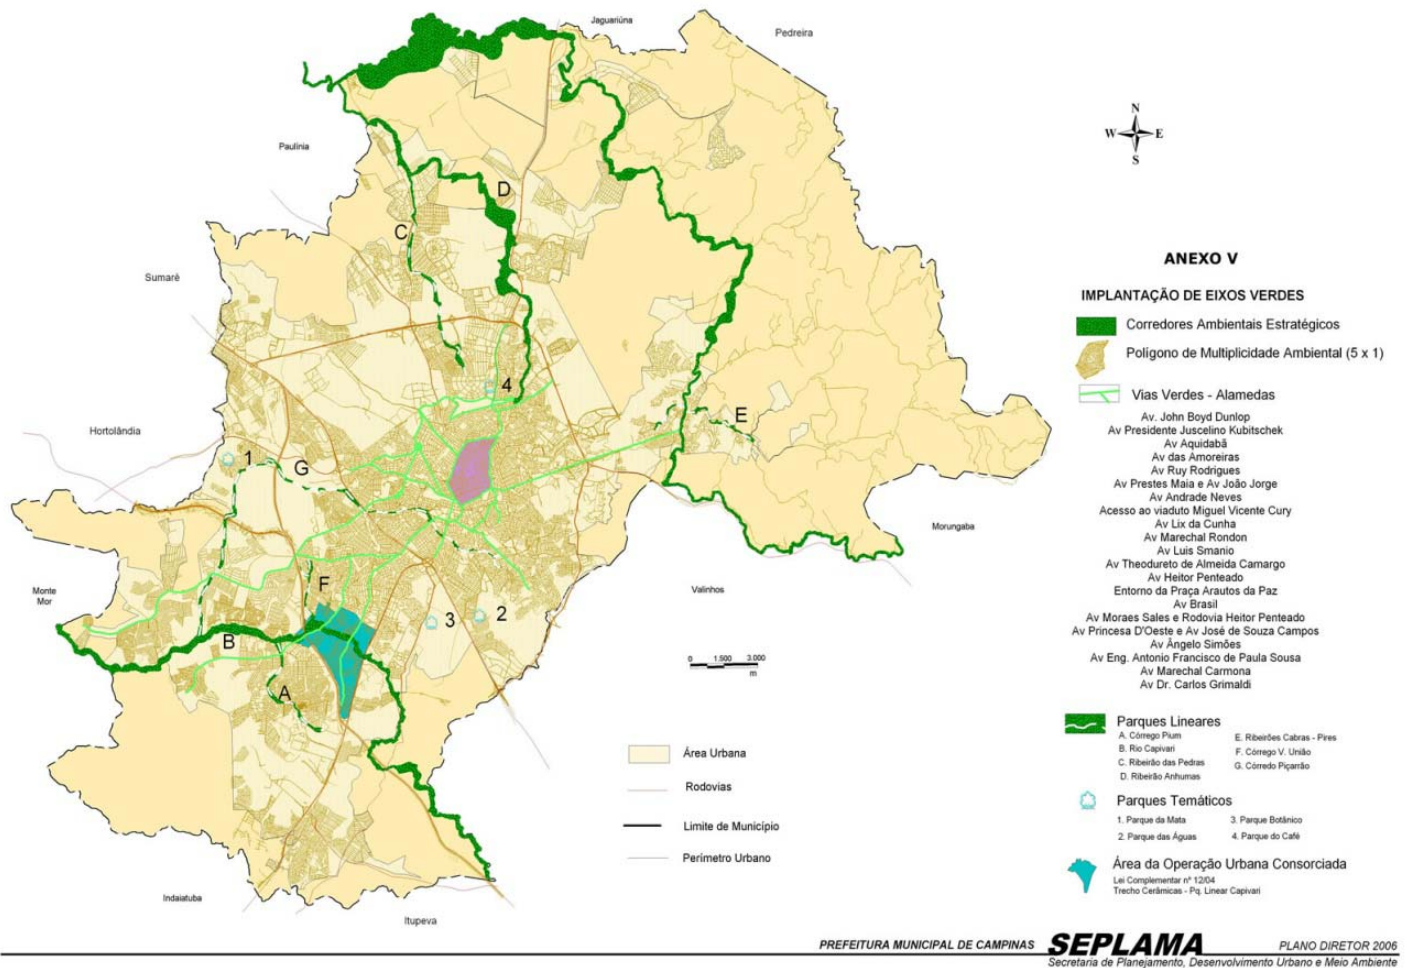 Jaguariúna
Pedreira
Paulínia
Sumaré
Hortolândia
Monte
Mor
Indaiatuba
Itupeva
Valinhos
Morungaba
C
D
4
E
1
G
F
3
2
B
A
N
W
E
S
0 1.500 3.000
m
Área Urbana
Rodovias
Limite de Município
Perímetro Urbano
ANEXO V
IMPLANTAÇÃO DE EIXOS VERDES
Corredores Ambientais Estratégicos
Polígono de Multiplicidade Ambiental (5 x 1)
Vias Verdes - Alamedas
Av. John Boyd Dunlop
Av Presidente Juscelino Kubitschek
Av Aquidabã
Av das Amoreiras
Av Ruy Rodrigues
Av Prestes Maia e Av João Jorge
Av Andrade Neves
Acesso ao viaduto Miguel Vicente Cury
Av Lix da Cunha
Av Marechal Rondon
Av Luis Smanio
Av Theodureto de Almeida Camargo
Av Heitor Penteado
Entorno da Praça Arautos da Paz
Av Brasil
Av Moraes Sales e Rodovia Heitor Penteado
Av Princesa D'Oeste e Av José de Souza Campos
Av Ângelo Simões
Av Eng. Antonio Francisco de Paula Sousa
Av Marechal Carmona
Av Dr. Carlos Grimaldi
Parques Lineares
A. Córrego Pium
B. Rio Capivari
C. Ribeirão das Pedras
D. Ribeirão Anhumas
E. Ribeirões Cabras - Pires
F. Córrego V. União
G. Córredo Piçarrão
Parques Temáticos
1. Parque da Mata
2. Parque das Águas
3. Parque Botânico
4. Parque do Café
Área da Operação Urbana Consorciada
Lei Complementar nº 12/04
Trecho Cerâmicas - Pq. Linear Capivari
PREFEITURA MUNICIPAL DE CAMPINAS SEPLAMA PLANO DIRETOR 2006
Secretaria de Planejamento, Desenvolvimento Urbano e Meio Ambiente